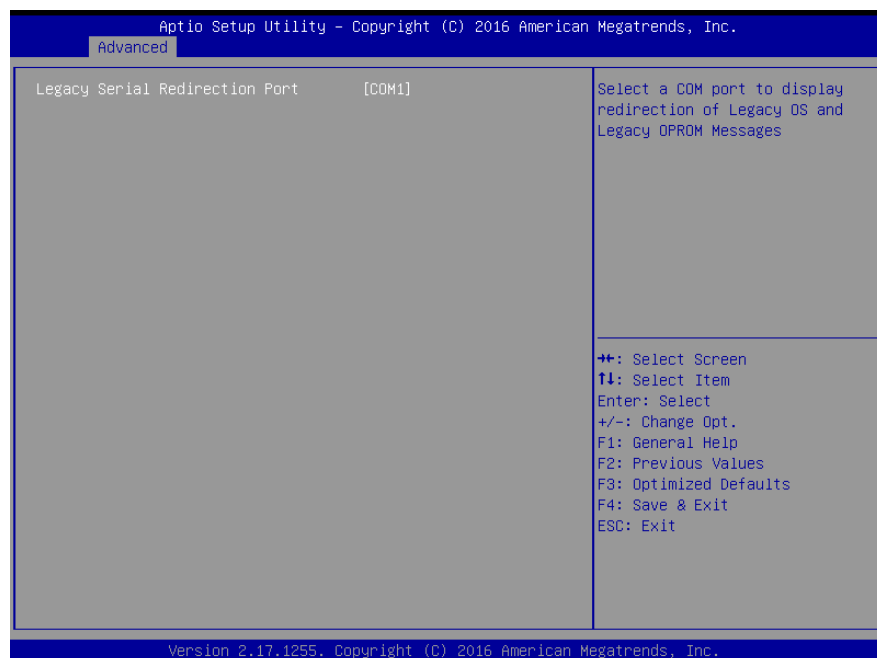 Aptio Setup Utility – Copyright (C) 2016 American Megatrends, Inc.
Advanced
Legacy Serial Redirection Port [COM1]
Select a COM port to display
redirection of Legacy OS and
Legacy OPROM Messages
→←: Select Screen
↑↓: Select Item
Enter: Select
+/-: Change Opt.
F1: General Help
F2: Previous Values
F3: Optimized Defaults
F4: Save & Exit
ESC: Exit
Version 2.17.1255. Copyright (C) 2016 American Megatrends, Inc.